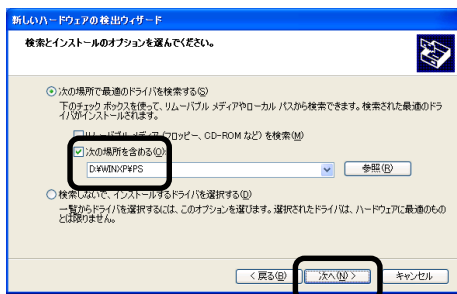 新しいハードウェアの検出ウィザード
検索とインストールのオプションを選んでください。
次の場所で最適のドライバを検索する(S)
下のチェック ボックスを使って、リムーバブル メディアやローカル パスから検索できます。検索された最適のドラ
イバがインストールされます。
リムーバブル メディア (フロッピー、CD-ROM など) を検索(M)
次の場所を含める(O):
D:¥WINXP¥PS
参照(R)
検索しないで、インストールするドライバを選択する(D)
一覧からドライバを選択するには、このオプションを選びます。選択されたドライバは、ハードウェアに最適のもの
とは限りません。
< 戻る(B)
次へ(N) >
キャンセル